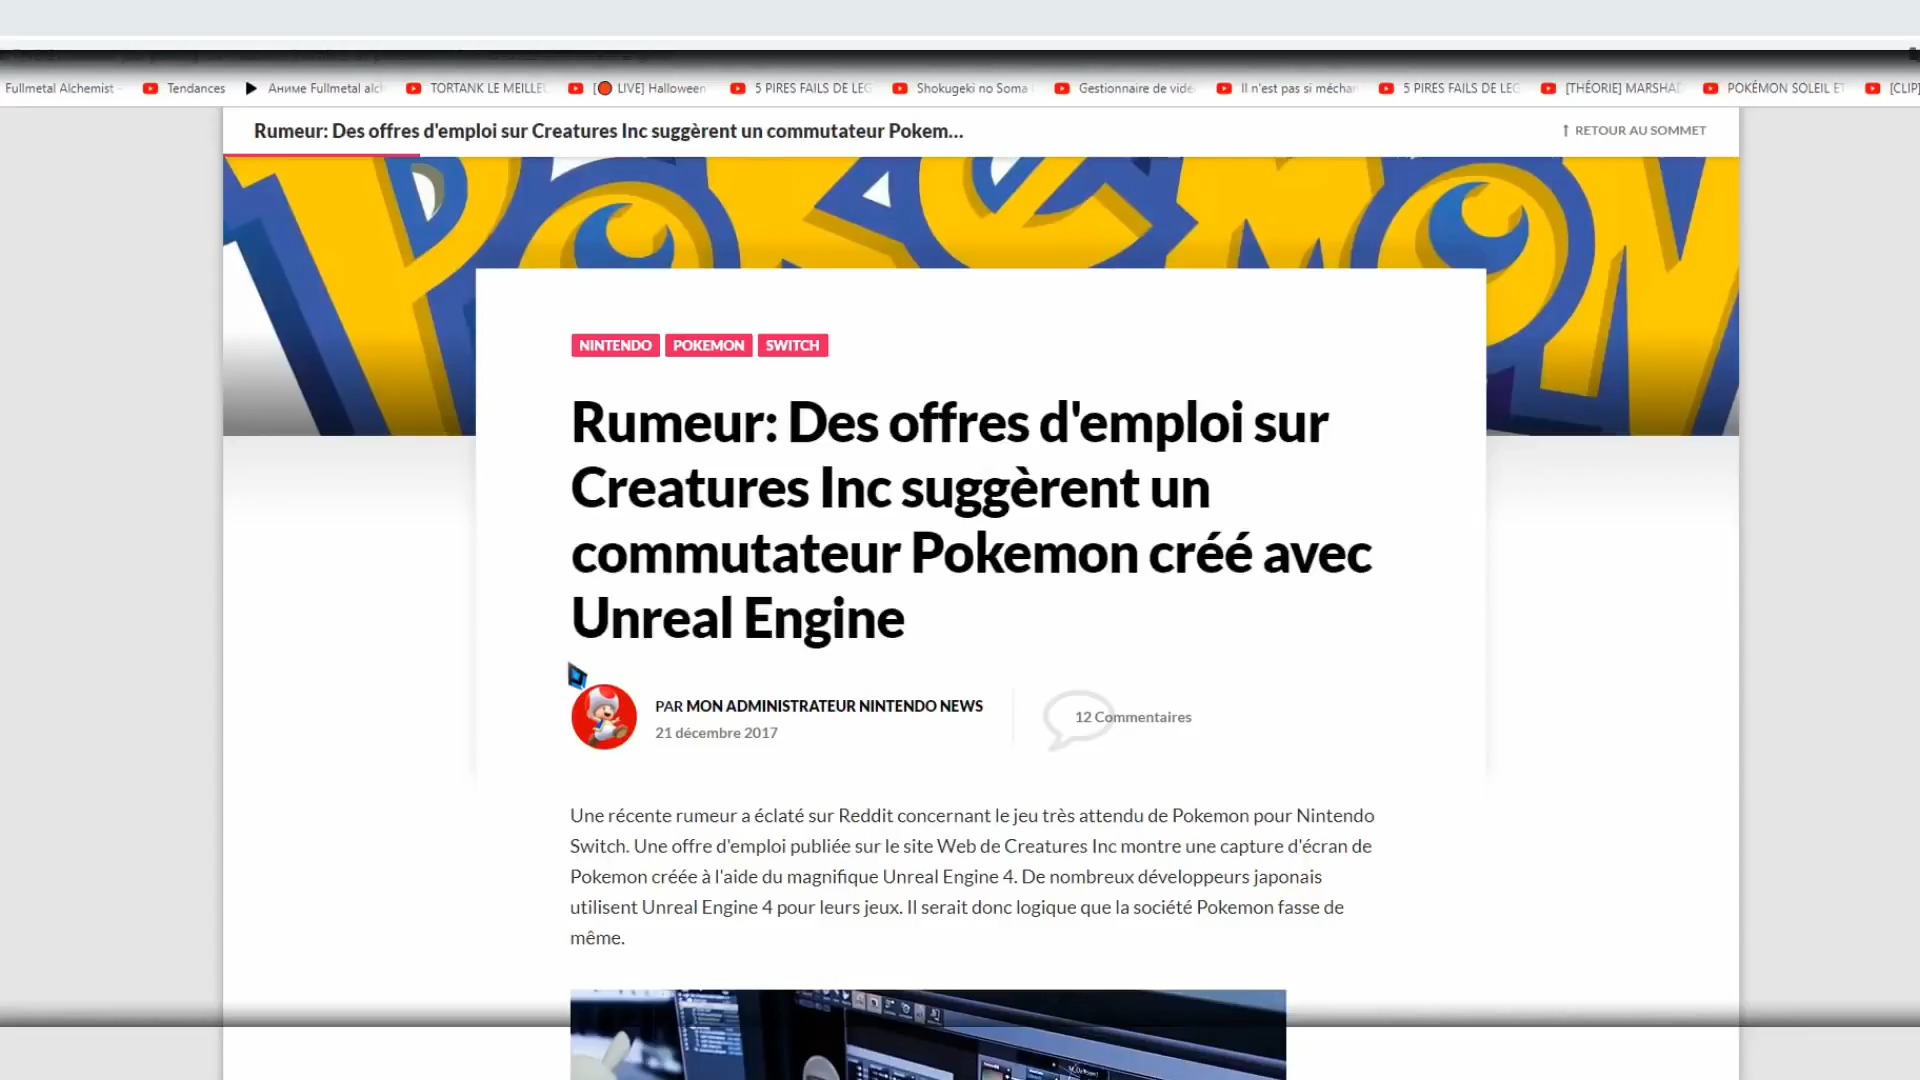 Fullmetal Alchemist -
Tendances
Аниме Fullmetal alc
TORTANK LE MEILLE
[🔴 LIVE] Halloween
5 PIRES FAILS DE LEG
Shokugeki no Soma
Gestionnaire de vidé
Il n'est pas si méchan
5 PIRES FAILS DE LEG
[THÉORIE] MARSHA
POKÉMON SOLEIL ET
[CLIP]
Rumeur: Des offres d'emploi sur Creatures Inc suggèrent un commutateur Pokem...
↑ RETOUR AU SOMMET
POKéMON
NINTENDO
POKEMON
SWITCH
Rumeur: Des offres d'emploi sur
Creatures Inc suggèrent un
commutateur Pokemon créé avec
Unreal Engine
PAR MON ADMINISTRATEUR NINTENDO NEWS
21 décembre 2017
12 Commentaires
Une récente rumeur a éclaté sur Reddit concernant le jeu très attendu de Pokemon pour Nintendo
Switch. Une offre d'emploi publiée sur le site Web de Creatures Inc montre une capture d'écran de
Pokemon créée à l'aide du magnifique Unreal Engine 4. De nombreux développeurs japonais
utilisent Unreal Engine 4 pour leurs jeux. Il serait donc logique que la société Pokemon fasse de
même.